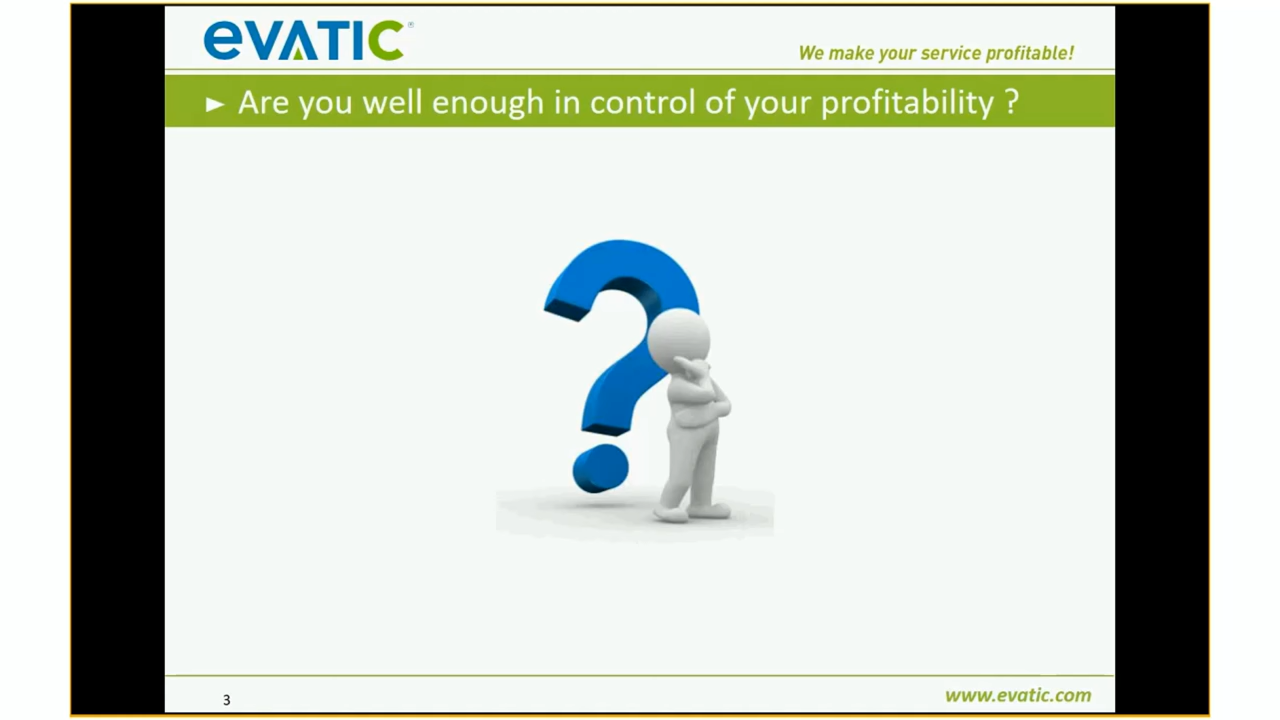 eVATIC®
We make your service profitable!
► Are you well enough in control of your profitability ?
3
www.evatic.com